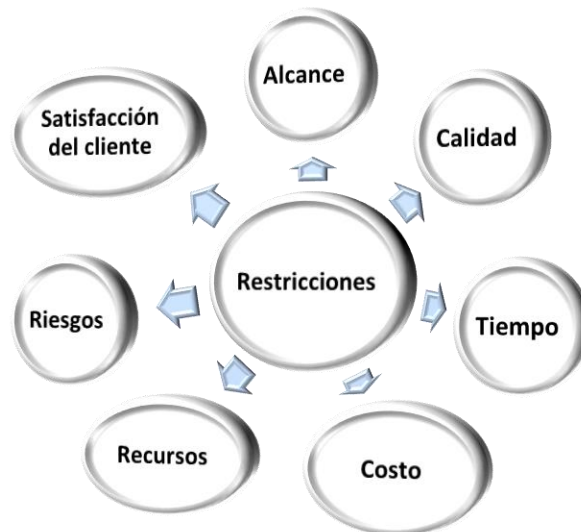 Alcance
Satisfacción
del cliente
Calidad
Restricciones
Riesgos
Tiempo
Recursos
Costo